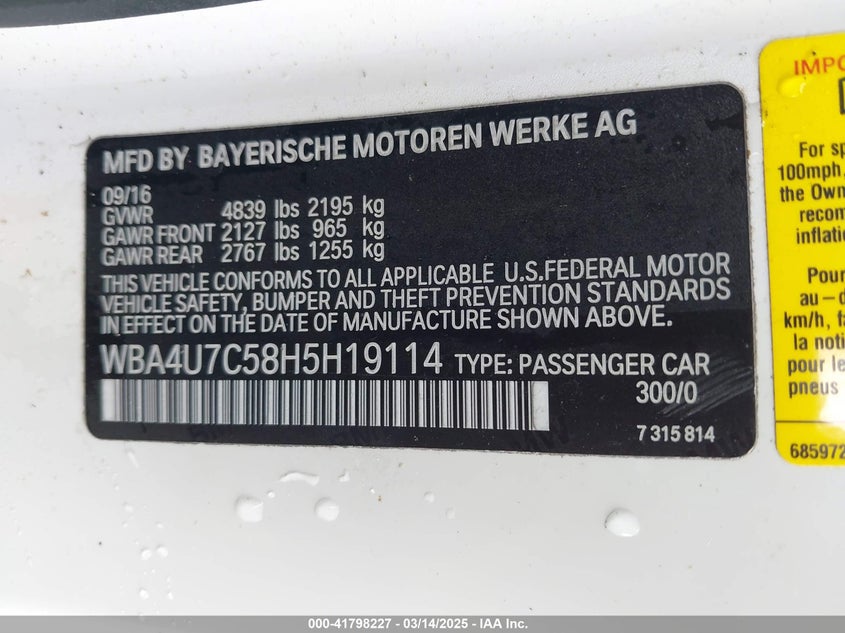 MFD BY BAYERISCHE MOTOREN WERKE AG
09/16
GVWR 4839 lbs 2195 kg
GAWR FRONT 2127 lbs 965 kg
GAWR REAR 2767 lbs 1255 kg
THIS VEHICLE CONFORMS TO ALL APPLICABLE U.S.FEDERAL MOTOR
VEHICLE SAFETY, BUMPER AND THEFT PREVENTION STANDARDS
IN EFFECT ON THE DATE OF MANUFACTURE SHOWN ABOVE.
WBA4U7C58H5H19114 TYPE: PASSENGER CAR
300/0
7 315 814
For
100mph,
the
Pour
km/h,
la
pour
pneus
000-41798227 - 03/14/2025 - IAA Inc.